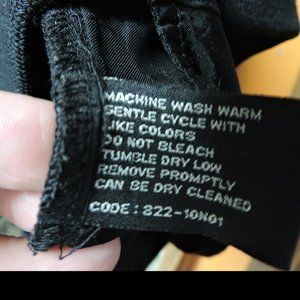 MACHINE WASH WARM
GENTLE CYCLE WITH
LIKE COLORS
DO NOT BLEACH
TUMBLE DRY LOW
REMOVE PROMPTLY
CAN BE DRY CLEANED
CODE: 822-10N01